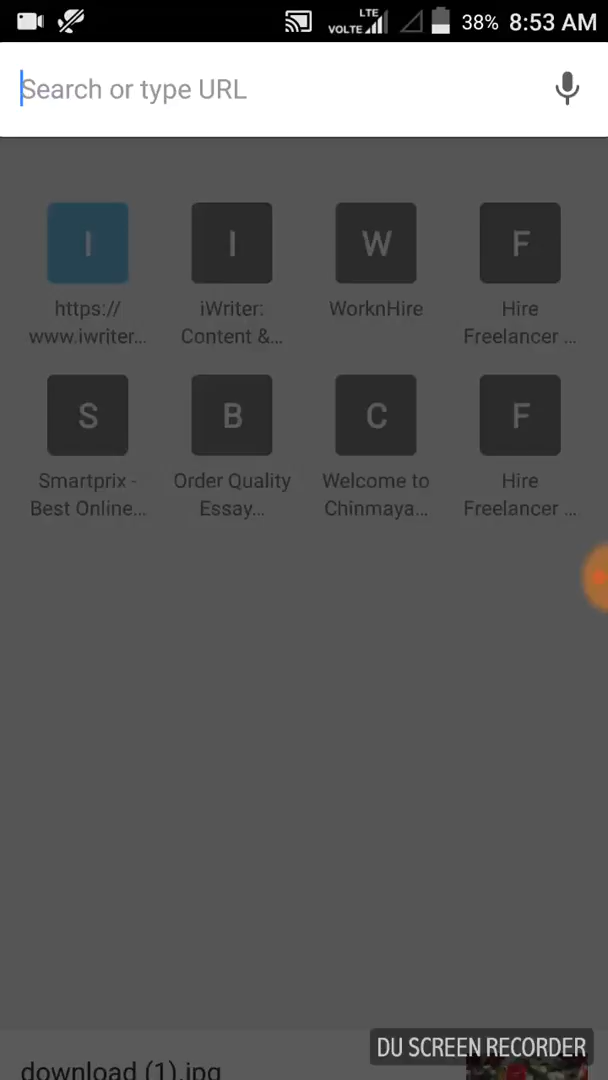 LTE
VOLTE 38% 8:53 AM
Search or type URL
I I W F
https:// iWriter: WorknHire Hire
www.iwriter... Content &... Freelancer ...
S B C F
Smartprix - Order Quality Welcome to Hire
Best Online... Essay... Chinmaya... Freelancer ...
DU SCREEN RECORDER
download (1).jpg